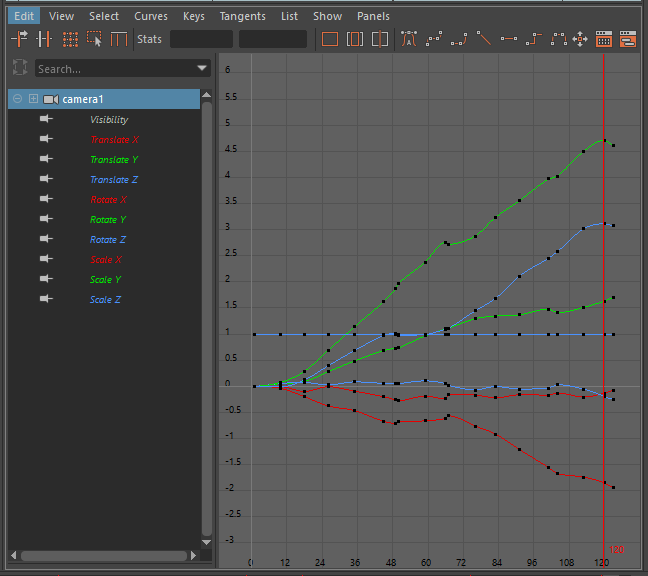 Edit View Select Curves Keys Tangents List Show Panels
Stats
Search...
camera1
Visibility
Translate X
Translate Y
Translate Z
Rotate X
Rotate Y
Rotate Z
Scale X
Scale Y
Scale Z
6
5.5
5
4.5
4
3.5
3
2.5
2
1.5
1
0.5
0
-0.5
-1
-1.5
-2
-2.5
-3
120
0 12 24 36 48 60 72 84 96 108 120